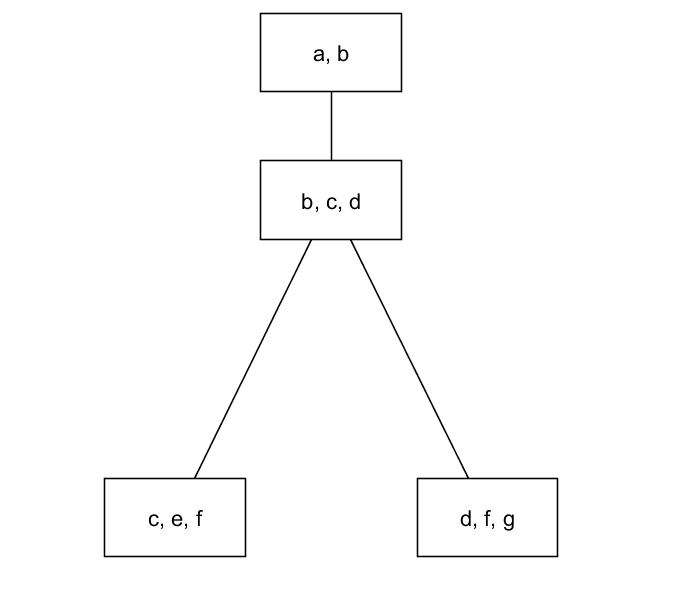 a, b
b, c, d
c, e, f
d, f, g